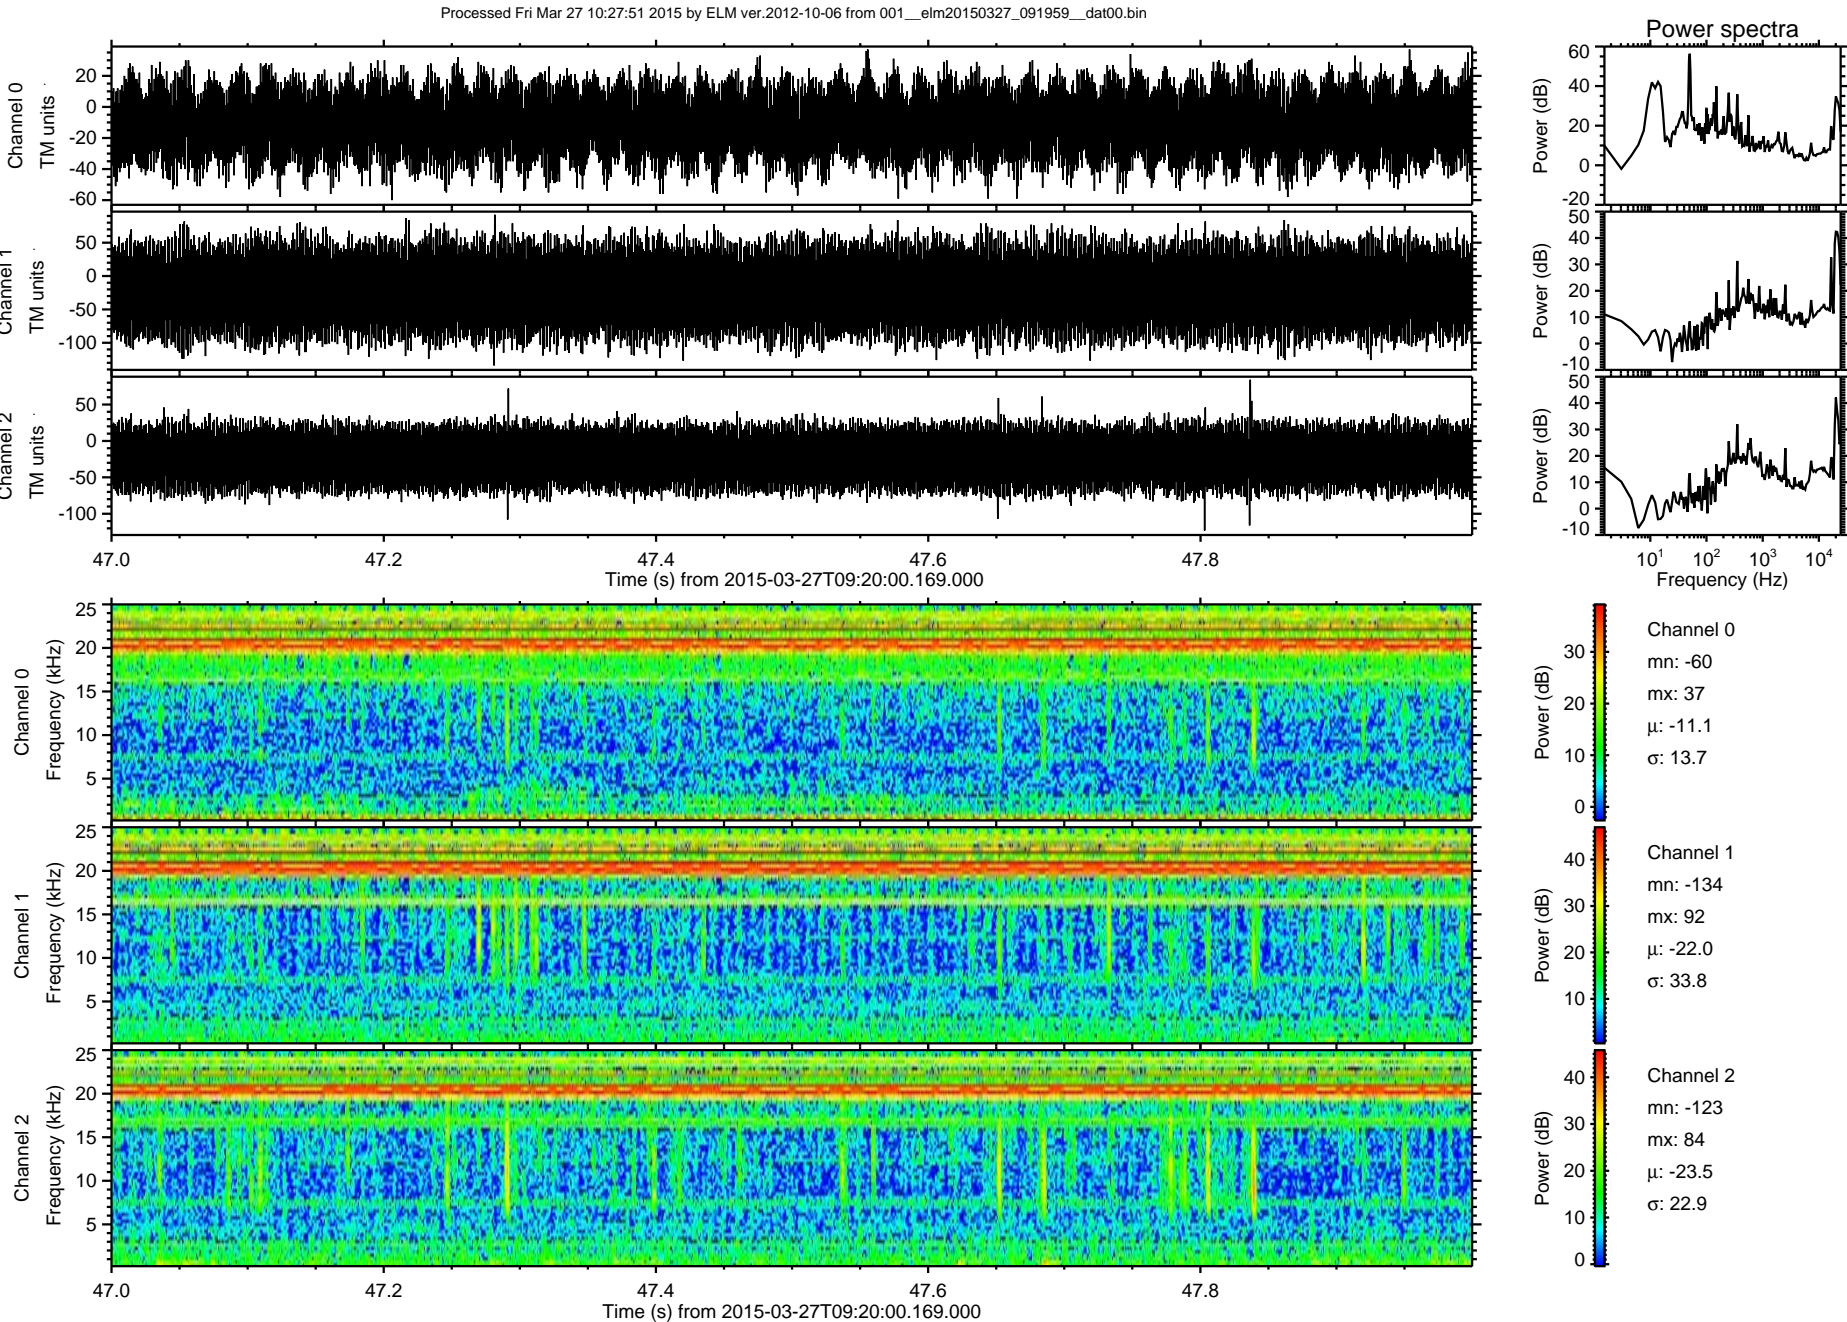 Processed Fri Mar 27 10:27:51 2015 by ELM ver.2012-10-06 from 001__elm20150327_091959__dat00.bin
Power spectra
Channel 0
TM units
20
0
-20
-40
-60
Power (dB)
60
40
20
0
-20
Channel 1
TM units
50
0
-50
-100
Power (dB)
50
40
30
20
10
0
-10
Channel 2
TM units
50
0
-50
-100
Power (dB)
50
40
30
20
10
0
-10
47.0 47.2 47.4 47.6 47.8
Time (s) from 2015-03-27T09:20:00.169.000
10^1 10^2 10^3 10^4
Frequency (Hz)
Channel 0
Frequency (kHz)
25
20
15
10
5
Power (dB)
30
20
10
0
Channel 0
mn: -60
mx: 37
μ: -11.1
σ: 13.7
Channel 1
Frequency (kHz)
25
20
15
10
5
Power (dB)
40
30
20
10
Channel 1
mn: -134
mx: 92
μ: -22.0
σ: 33.8
Channel 2
Frequency (kHz)
25
20
15
10
5
Power (dB)
40
30
20
10
0
Channel 2
mn: -123
mx: 84
μ: -23.5
σ: 22.9
47.0 47.2 47.4 47.6 47.8
Time (s) from 2015-03-27T09:20:00.169.000